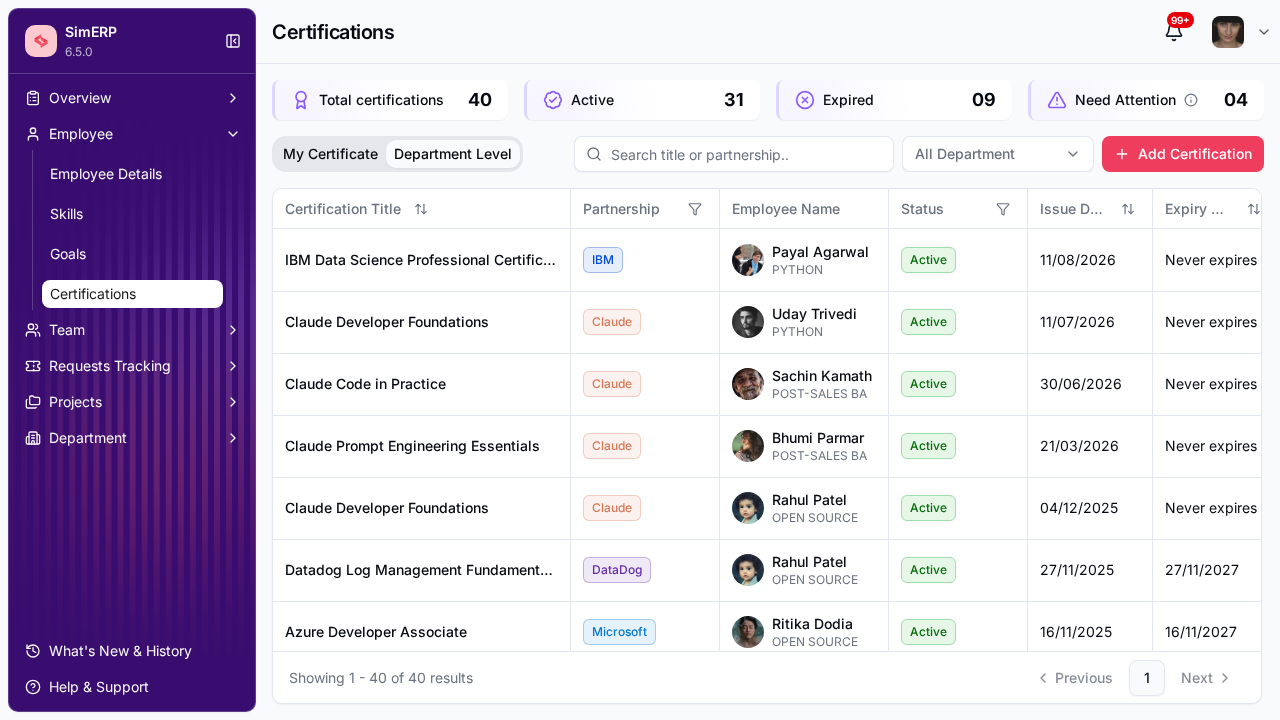 SimERP
6.5.0
Overview
Employee
Employee Details
Skills
Goals
Certifications
Team
Requests Tracking
Projects
Department
What's New & History
Help & Support
Certifications
99+
Total certifications 40
Active 31
Expired 09
Need Attention 04
My Certificate Department Level
Search title or partnership..
All Department
Add Certification
Certification Title Partnership Employee Name Status Issue D... Expiry ...
IBM Data Science Professional Certific... IBM Payal Agarwal PYTHON Active 11/08/2026 Never expires
Claude Developer Foundations Claude Uday Trivedi PYTHON Active 11/07/2026 Never expires
Claude Code in Practice Claude Sachin Kamath POST-SALES BA Active 30/06/2026 Never expires
Claude Prompt Engineering Essentials Claude Bhumi Parmar POST-SALES BA Active 21/03/2026 Never expires
Claude Developer Foundations Claude Rahul Patel OPEN SOURCE Active 04/12/2025 Never expires
Datadog Log Management Fundament... DataDog Rahul Patel OPEN SOURCE Active 27/11/2025 27/11/2027
Azure Developer Associate Microsoft Ritika Dodia OPEN SOURCE Active 16/11/2025 16/11/2027
Showing 1 - 40 of 40 results
Previous 1 Next